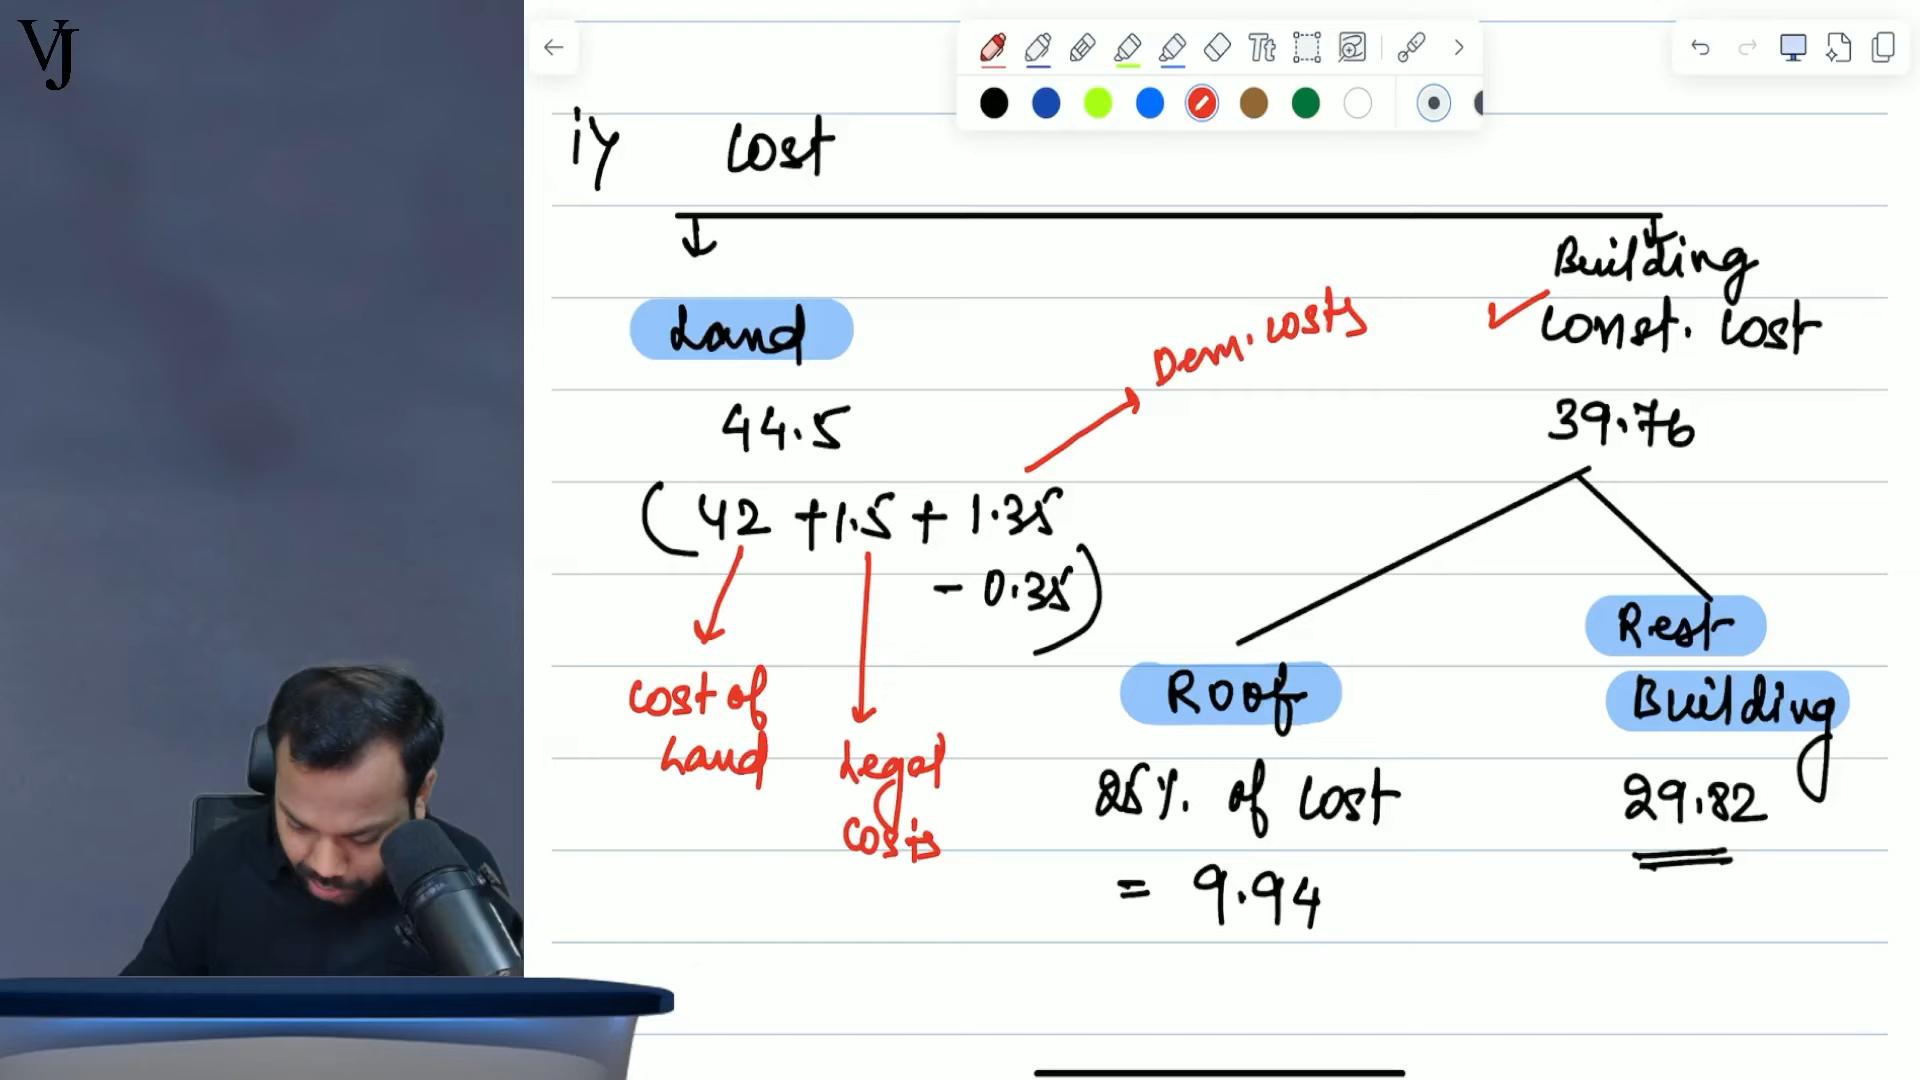 VJ
Tt
i) Cost
Land
44.5
(42 + 1.5 + 1.35
- 0.35)
Cost of
Land
Legal
Costs
Dem. costs
Building
Const. Cost
39.76
Roof
25% of cost
= 9.94
Rest
Building
29.82